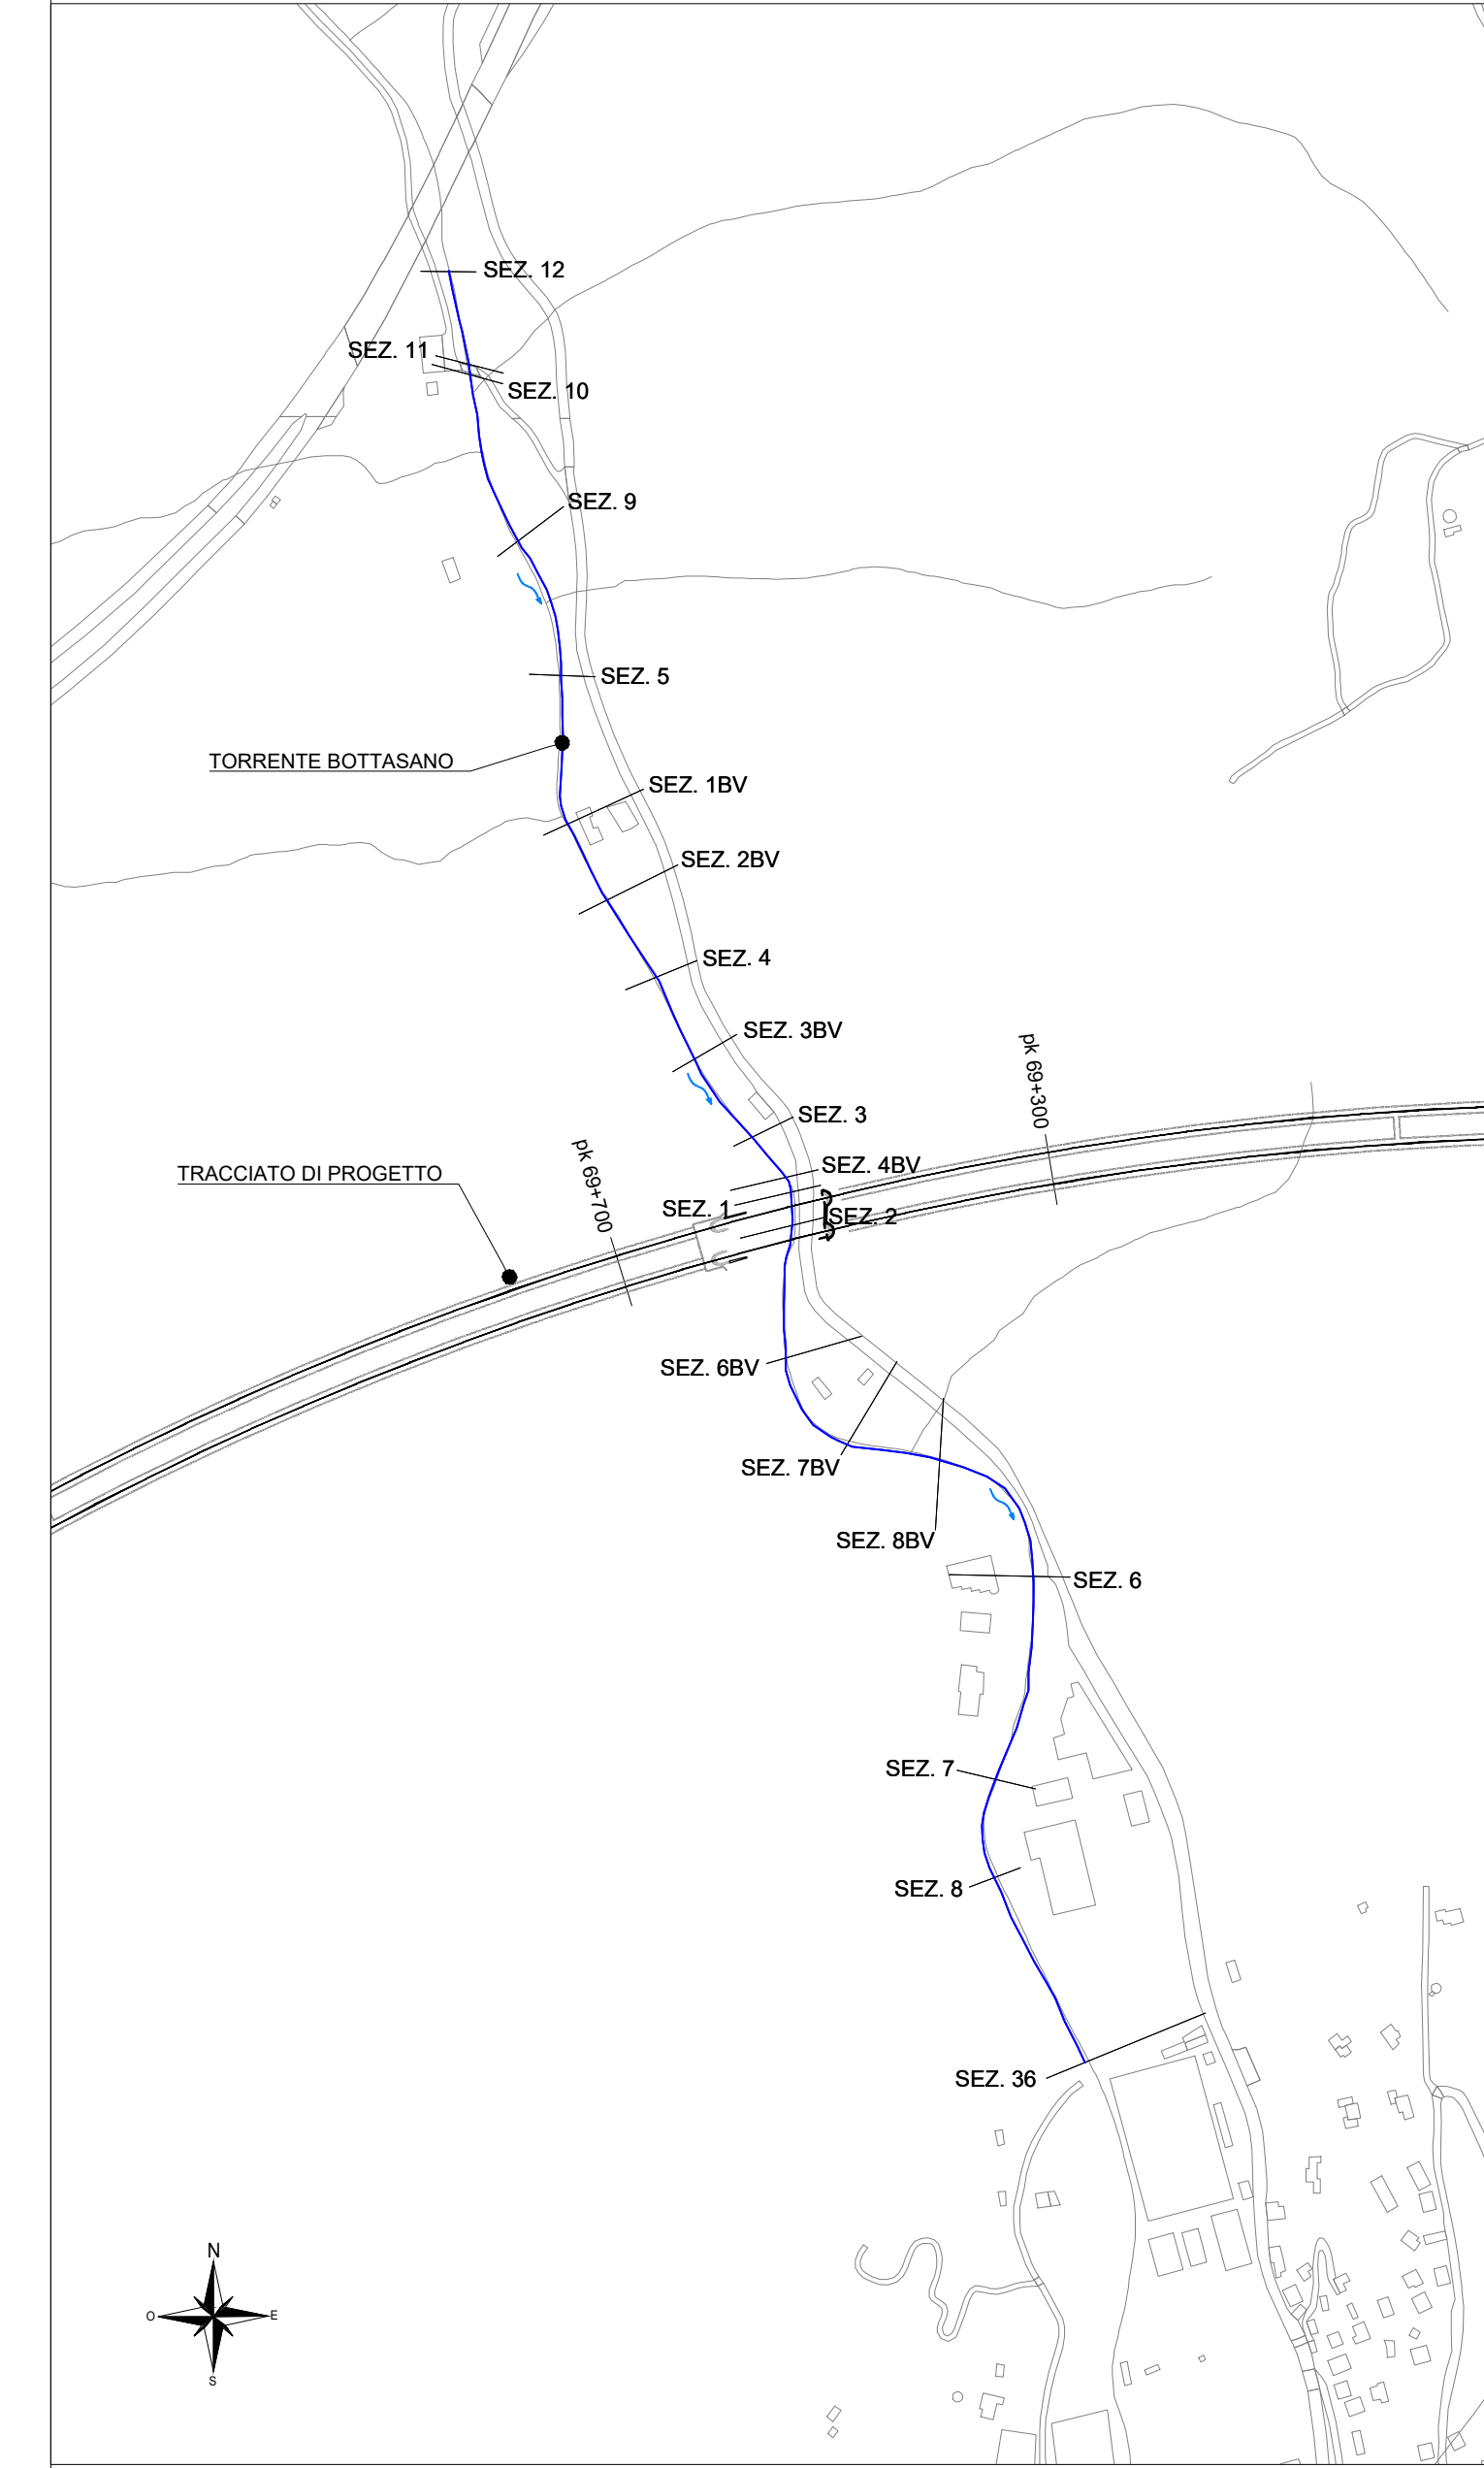 SEZ. 12
SEZ. 11
SEZ. 10
SEZ. 9
SEZ. 5
TORRENTE BOTTASANO
SEZ. 1BV
SEZ. 2BV
SEZ. 4
SEZ. 3BV
pk 69+300
SEZ. 3
pk 69+700
SEZ. 4BV
TRACCIATO DI PROGETTO
SEZ. 1
SEZ. 2
SEZ. 6BV
SEZ. 7BV
SEZ. 8BV
SEZ. 6
SEZ. 7
SEZ. 8
SEZ. 36
N
O
E
S